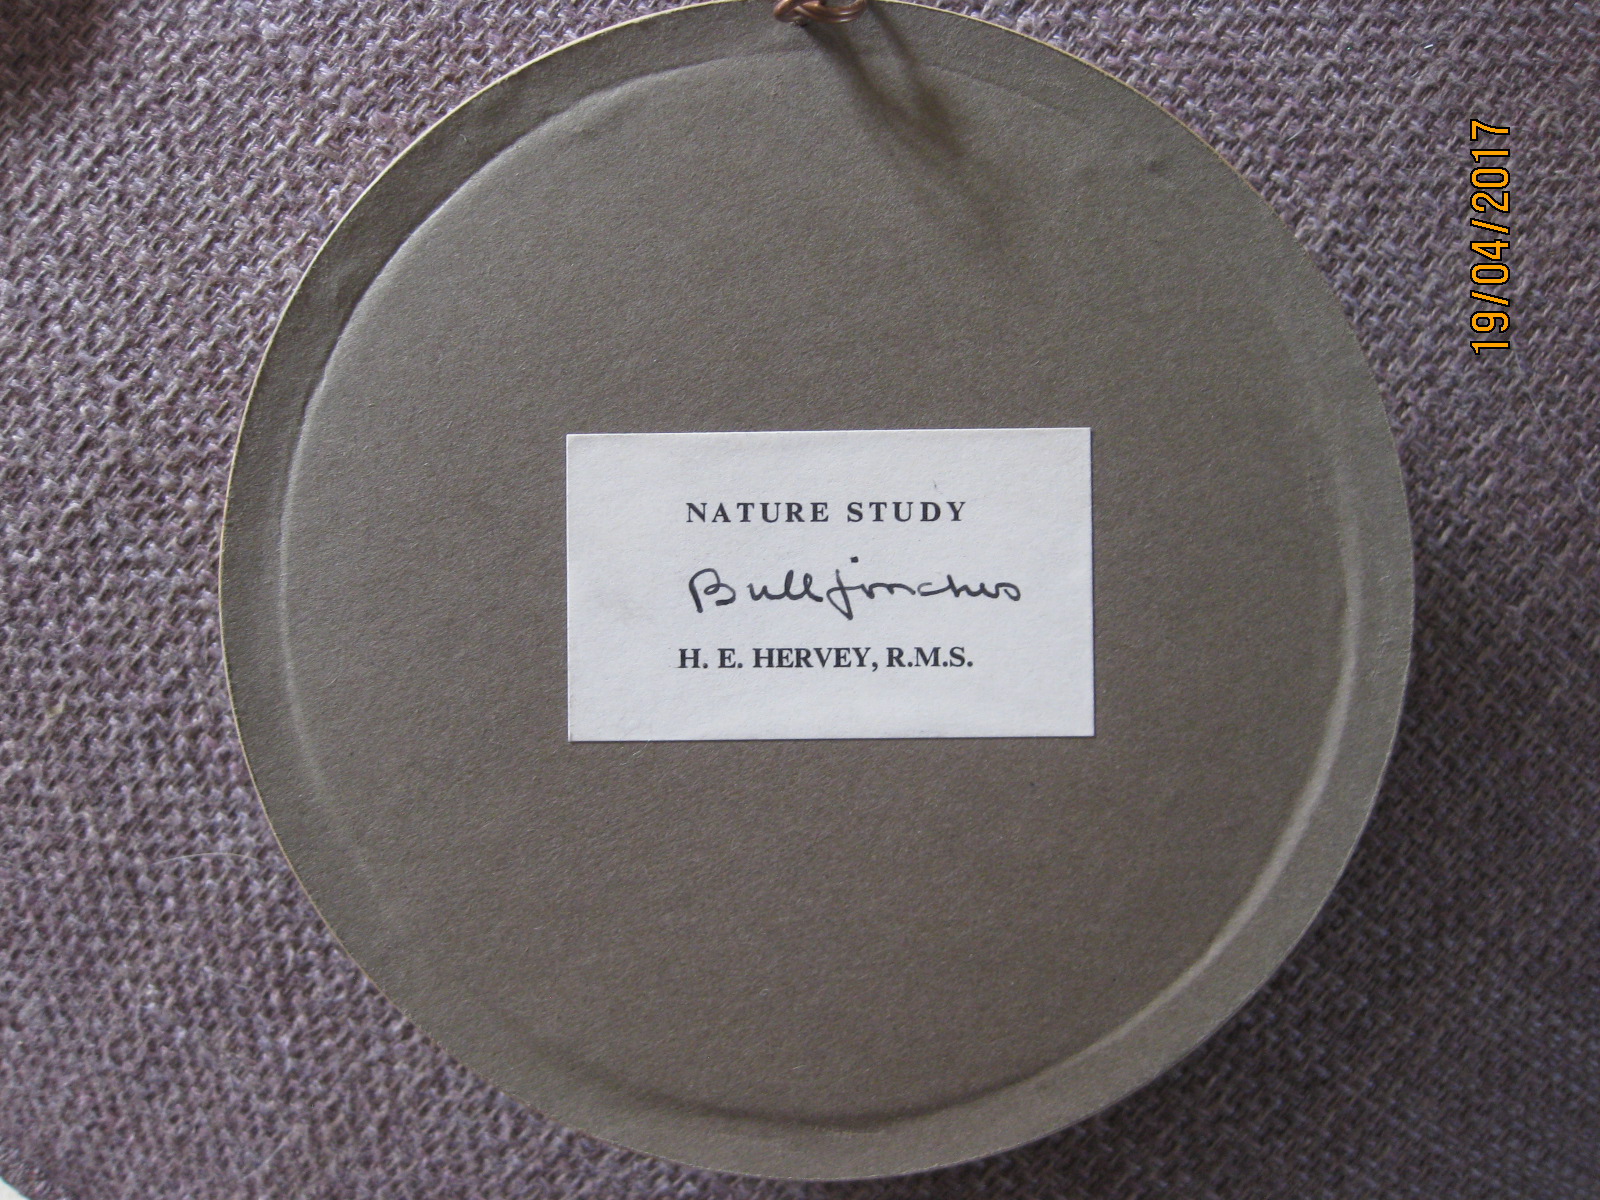 NATURE STUDY
Bullfinches
H. E. HERVEY, R.M.S.
19/04/2017